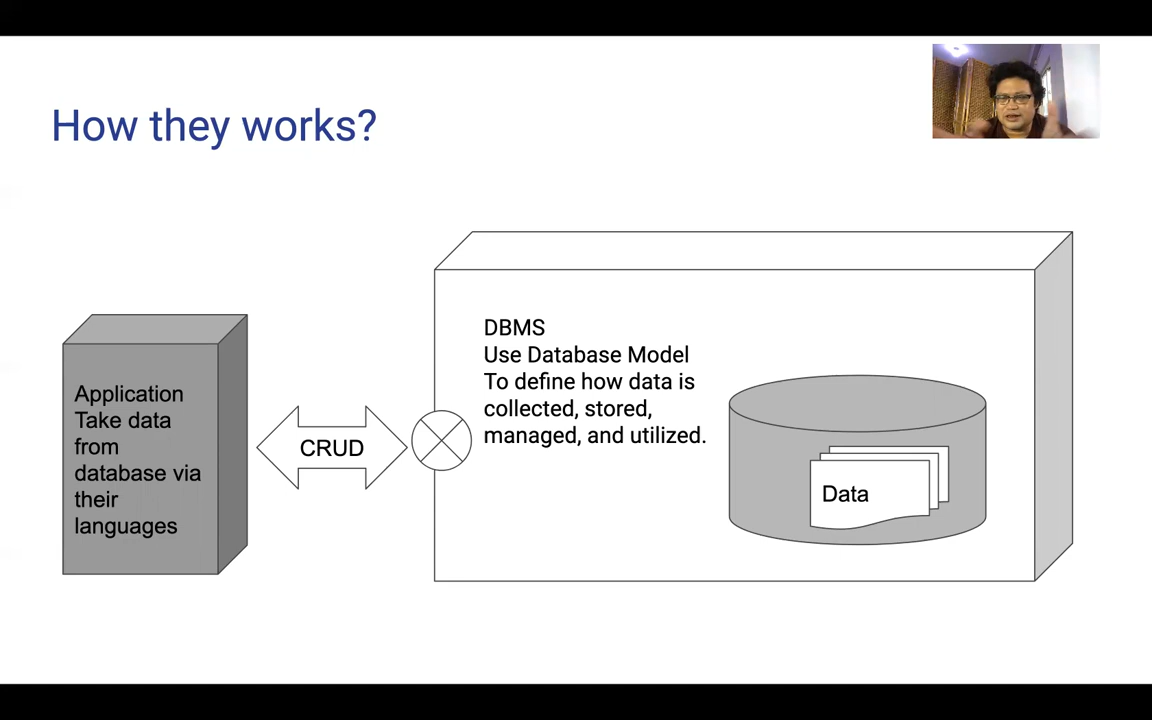 How they works?
DBMS
Use Database Model
To define how data is
collected, stored,
managed, and utilized.
Application
Take data
from
database via
their
languages
CRUD
Data